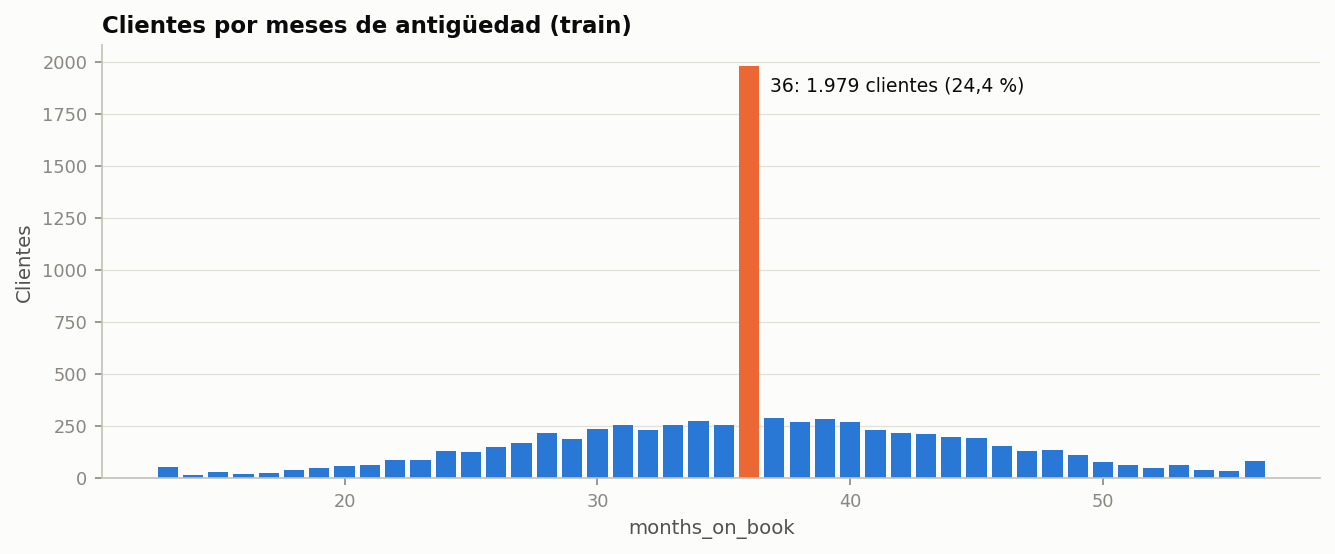 Clientes por meses de antigüedad (train)
2000
36: 1.979 clientes (24,4 %)
1750
1500
1250
1000
750
500
250
0
Clientes
20 30 40 50
months_on_book